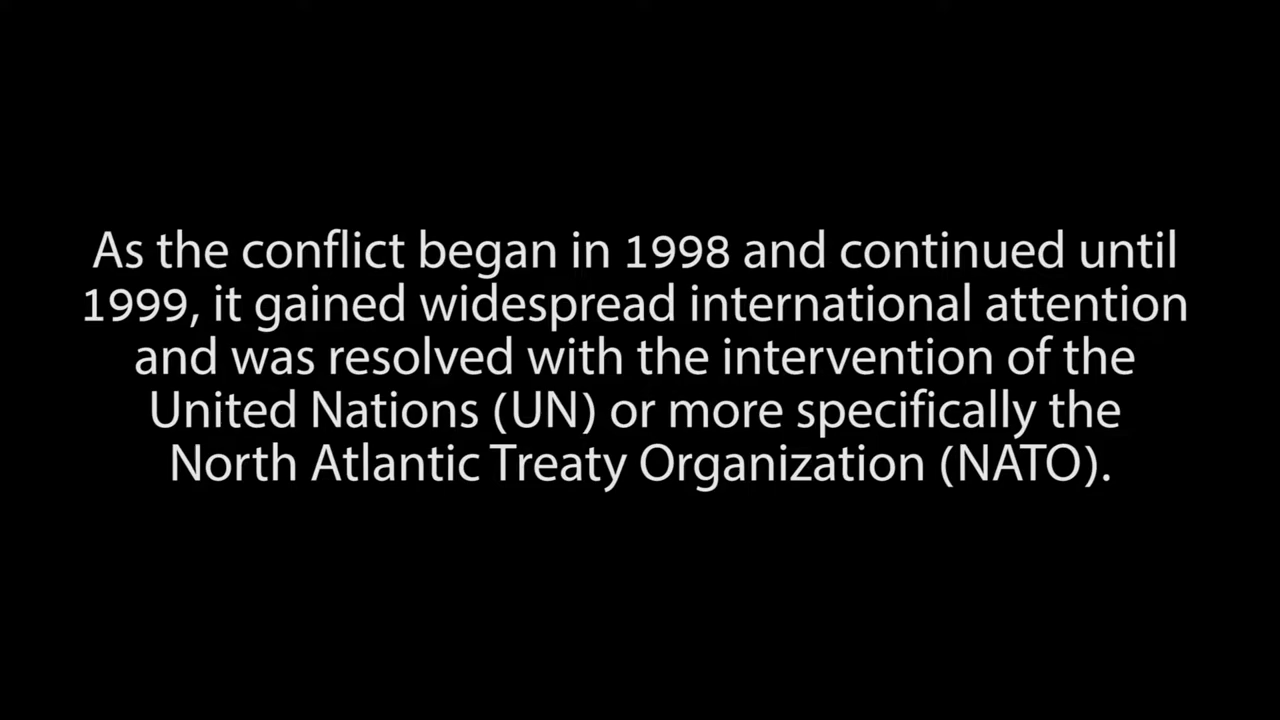 As the conflict began in 1998 and continued until
1999, it gained widespread international attention
and was resolved with the intervention of the
United Nations (UN) or more specifically the
North Atlantic Treaty Organization (NATO).